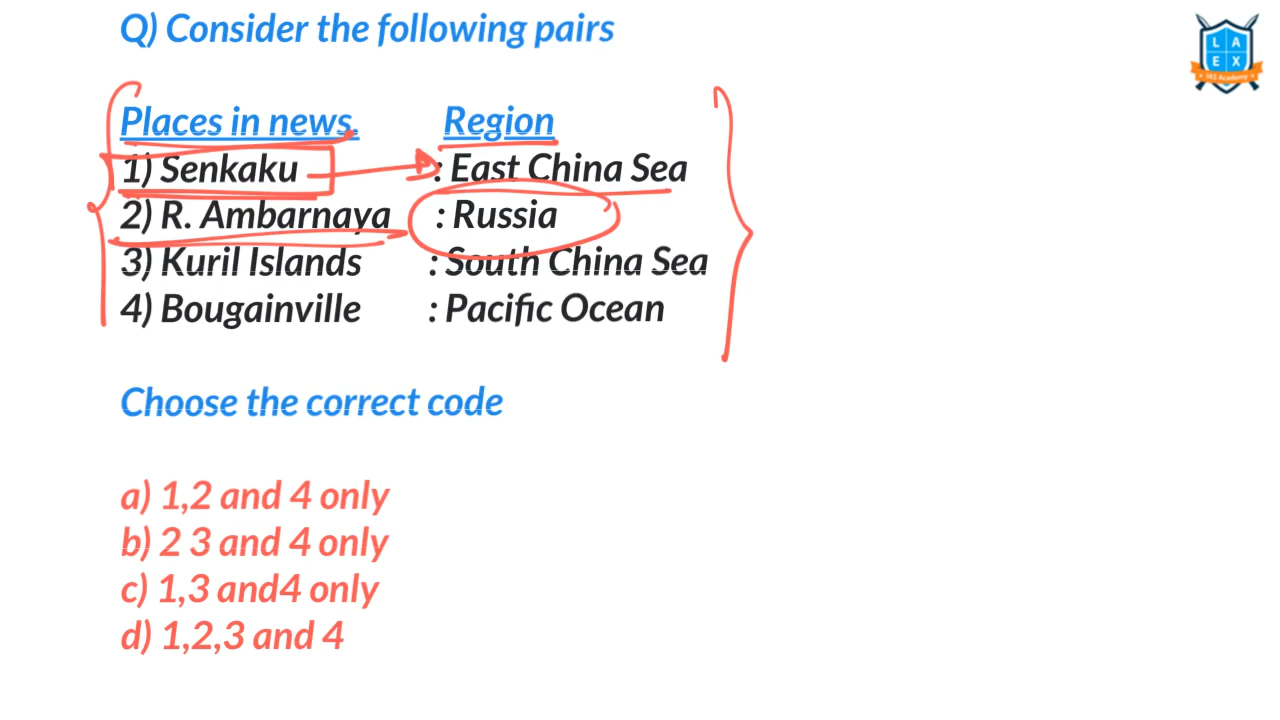 Q) Consider the following pairs
L A
E X
IAS Academy
Places in news. Region
1) Senkaku : East China Sea
2) R. Ambarnaya : Russia
3) Kuril Islands : South China Sea
4) Bougainville : Pacific Ocean
Choose the correct code
a) 1,2 and 4 only
b) 2 3 and 4 only
c) 1,3 and4 only
d) 1,2,3 and 4